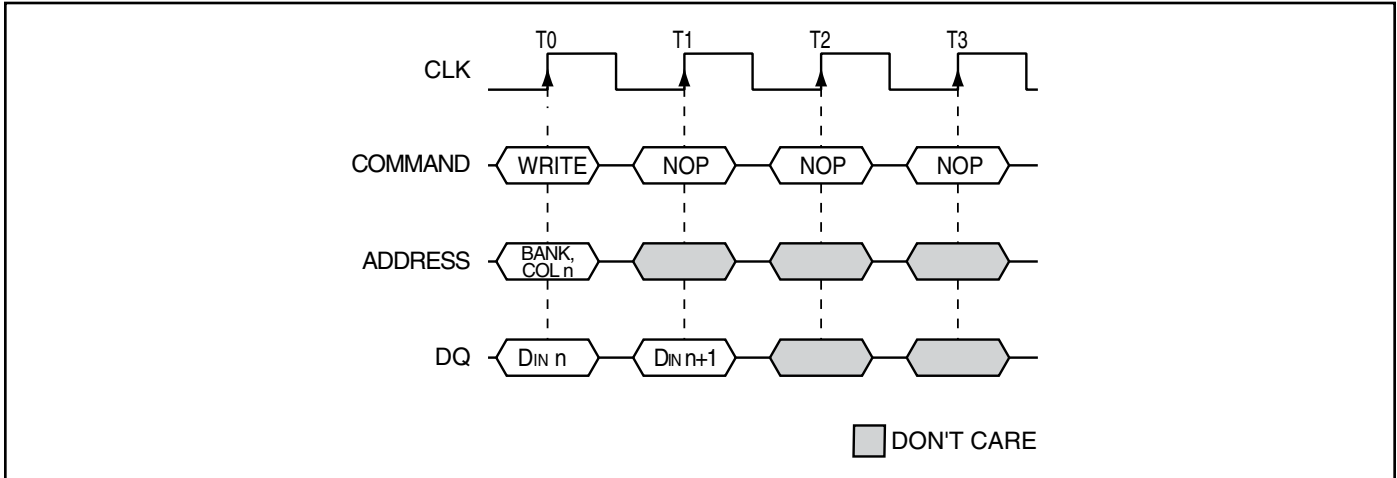 T0 T1 T2 T3
CLK
COMMAND WRITE NOP NOP NOP
ADDRESS BANK,
COL n
DQ DIN n DIN n+1
DON'T CARE